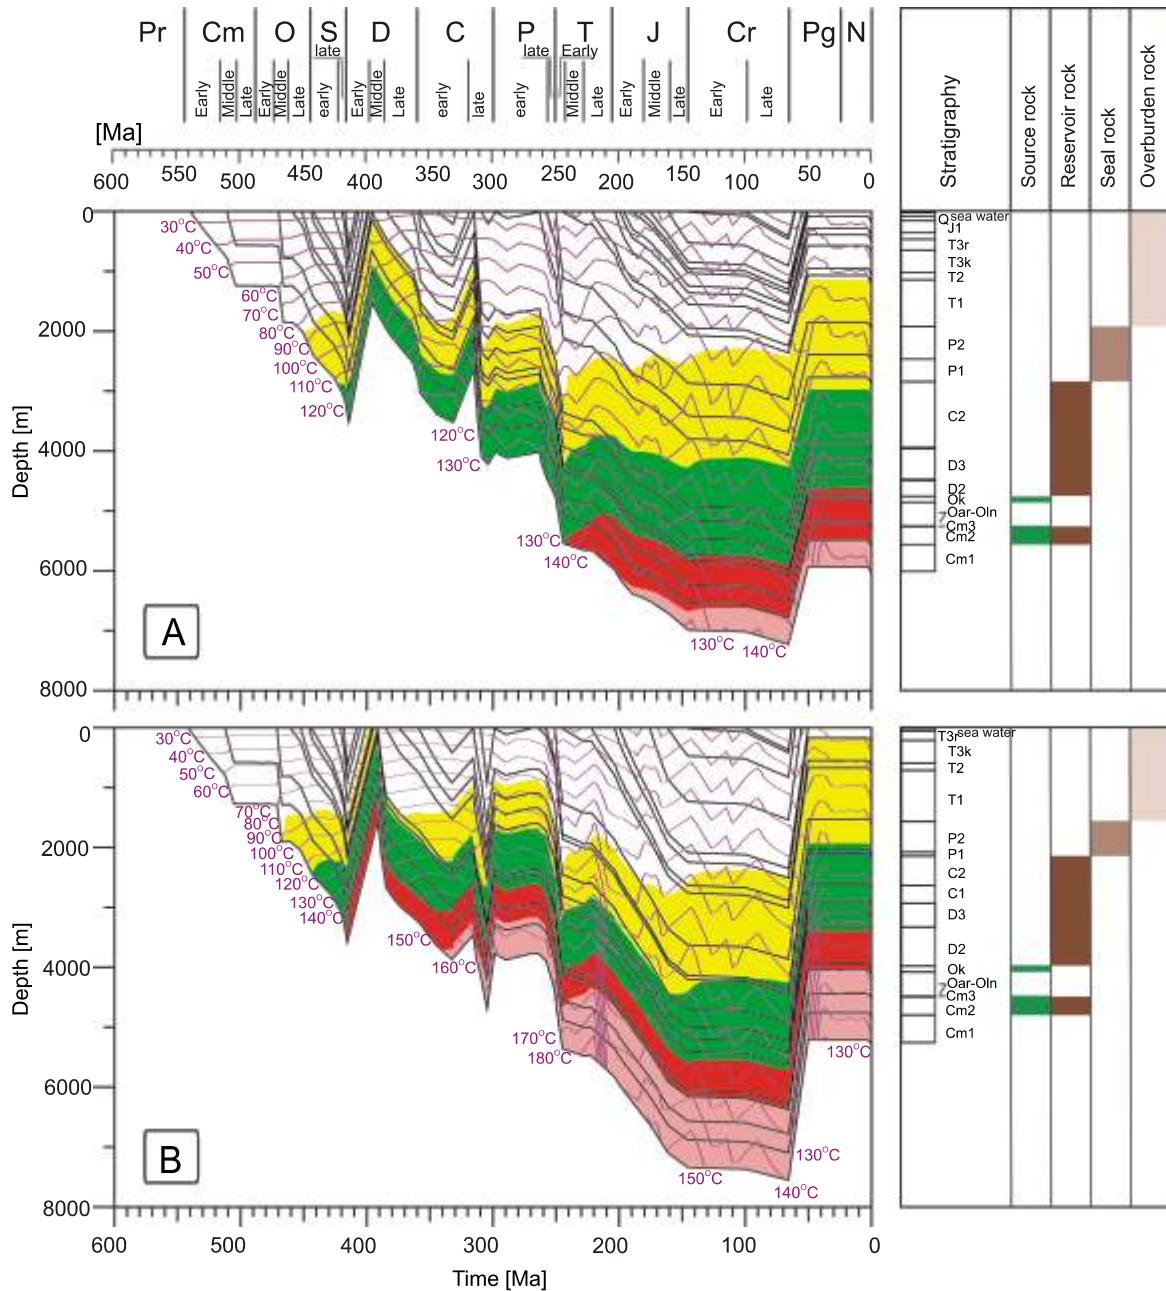 Pr Cm O S D C P T J Cr Pg N
late late Early
Early Middle Late Early Middle Late early Early Middle Late early late early Middle Late Early Middle Late Early Late
[Ma]
600 550 500 450 400 350 300 250 200 150 100 50 0
Stratigraphy
Source rock
Reservoir rock
Seal rock
Overburden rock
0
2000
4000
6000
8000
Depth [m]
30°C
40°C
50°C
60°C
70°C
80°C
90°C
100°C
110°C
120°C
120°C
130°C
130°C
140°C
130°C
140°C
A
Q sea water
J1
T3r
T3k
T2
T1
P2
P1
C2
D3
D2
Ok
Oar-Oln
Cm3
Cm2
Cm1
0
2000
4000
6000
8000
Depth [m]
30°C
40°C
50°C
60°C
70°C
80°C
90°C
100°C
110°C
120°C
130°C
140°C
150°C
160°C
170°C
180°C
130°C
130°C
150°C
140°C
B
T3r sea water
T3k
T2
T1
P2
P1
C2
C1
D3
D2
Ok
Oar-Oln
Cm3
Cm2
Cm1
600 500 400 300 200 100 0
Time [Ma]